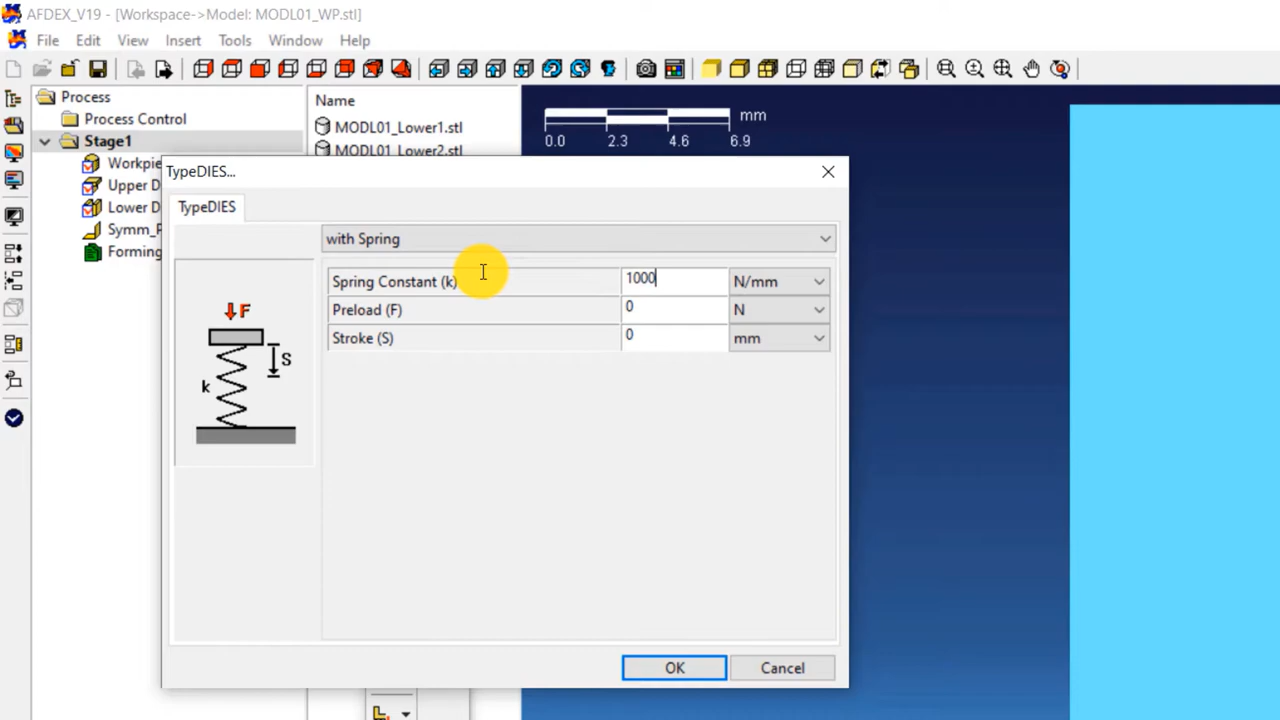 AFDEX_V19 - [Workspace->Model: MODL01_WP.stl]
File Edit View Insert Tools Window Help
Process
Process Control
Stage1
Workpie
Upper D
Lower D
Symm_P
Forming
Name
MODL01_Lower1.stl
MODL01_Lower2.stl
mm
0.0 2.3 4.6 6.9
TypeDIES...
TypeDIES
with Spring
Spring Constant (k) 1000 N/mm
Preload (F) 0 N
Stroke (S) 0 mm
F
S
k
OK Cancel